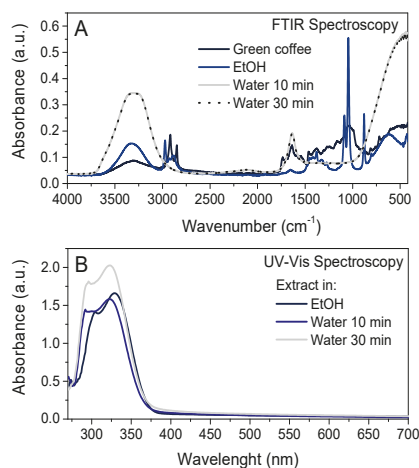 A
FTIR Spectroscopy
Green coffee
EtOH
Water 10 min
Water 30 min
Absorbance (a.u.)
0.6
0.5
0.4
0.3
0.2
0.1
0.0
4000 3500 3000 2500 2000 1500 1000 500
Wavenumber (cm⁻¹)
B
UV-Vis Spectroscopy
Extract in:
EtOH
Water 10 min
Water 30 min
Absorbance (a.u.)
2.0
1.5
1.0
0.5
0.0
300 350 400 450 500 550 600 650 700
Wavelenght (nm)